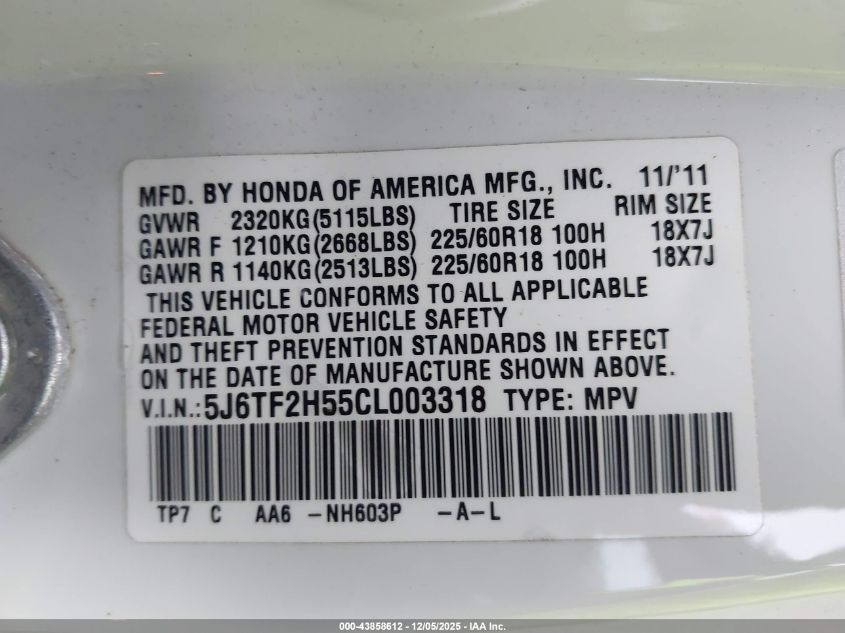 MFD. BY HONDA OF AMERICA MFG., INC. 11/'11
GVWR 2320KG(5115LBS) TIRE SIZE RIM SIZE
GAWR F 1210KG(2668LBS) 225/60R18 100H 18X7J
GAWR R 1140KG(2513LBS) 225/60R18 100H 18X7J
THIS VEHICLE CONFORMS TO ALL APPLICABLE
FEDERAL MOTOR VEHICLE SAFETY
AND THEFT PREVENTION STANDARDS IN EFFECT
ON THE DATE OF MANUFACTURE SHOWN ABOVE.
V.I.N.:5J6TF2H55CL003318 TYPE: MPV
TP7 C AA6 -NH603P -A-L
000-43858612 - 12/05/2025 - IAA Inc.